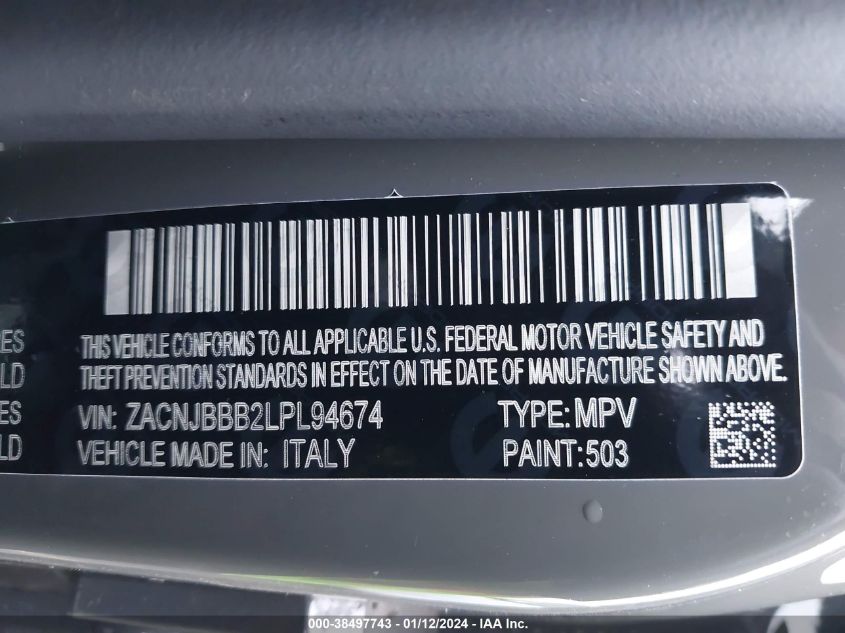 THIS VEHICLE CONFORMS TO ALL APPLICABLE U.S. FEDERAL MOTOR VEHICLE SAFETY AND
THEFT PREVENTION STANDARDS IN EFFECT ON THE DATE OF MANUFACTURE SHOWN ABOVE.
VIN: ZACNJBBB2LPL94674 TYPE: MPV
VEHICLE MADE IN: ITALY PAINT: 503
RES
LD
ES
LD
000-38497743 - 01/12/2024 - IAA Inc.